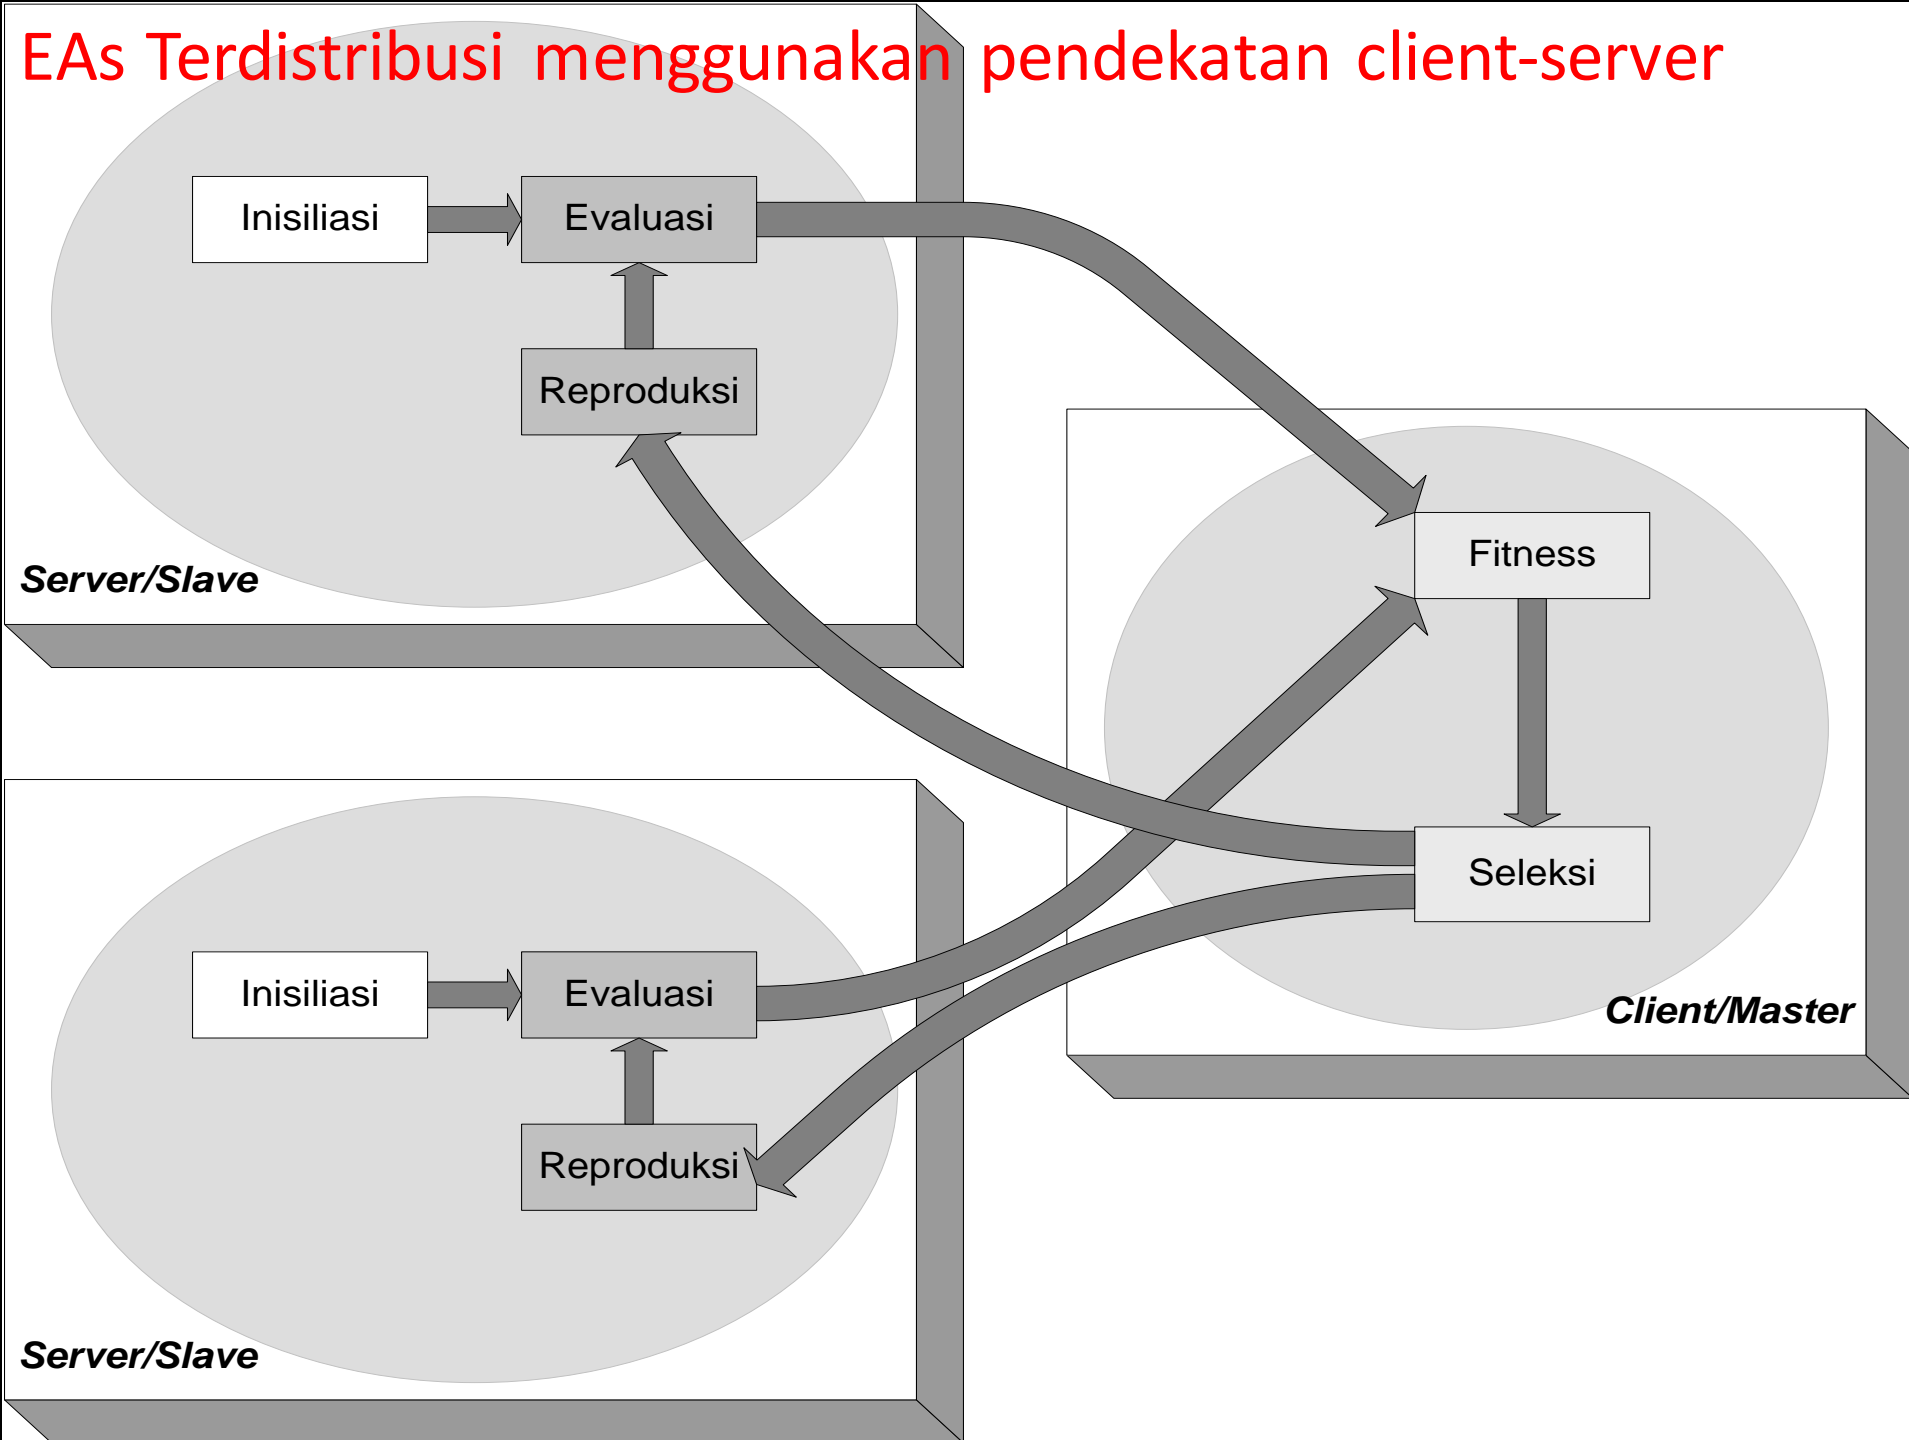 EAs Terdistribusi menggunakan pendekatan client-server
Inisiliasi
Evaluasi
Reproduksi
Server/Slave
Fitness
Seleksi
Client/Master
Inisiliasi
Evaluasi
Reproduksi
Server/Slave